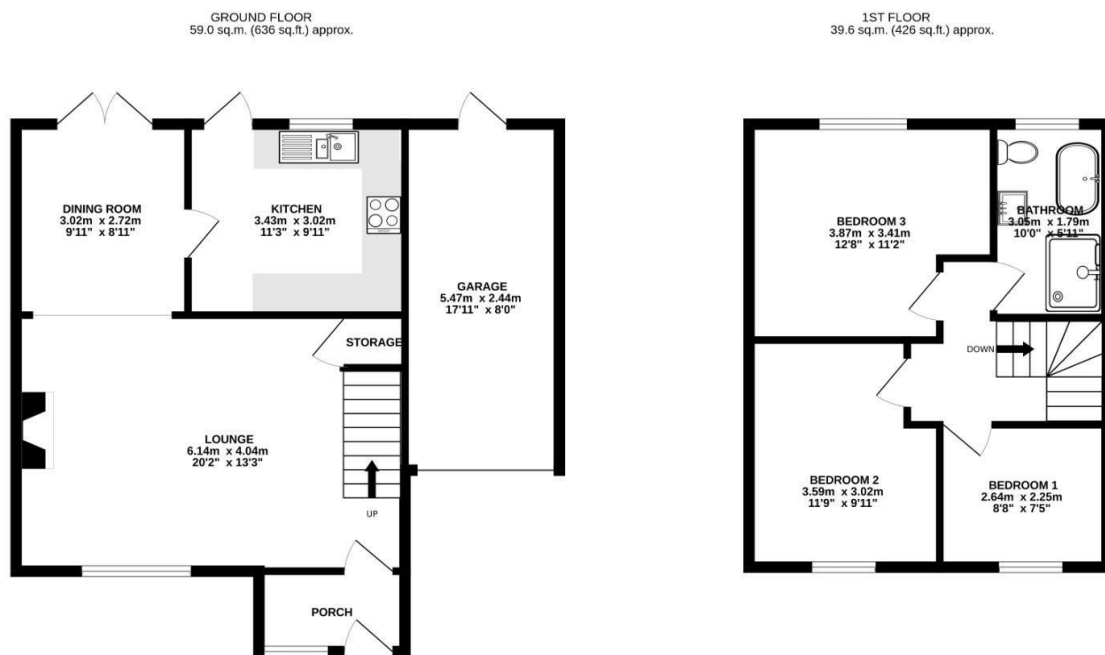 GROUND FLOOR
59.0 sq.m. (636 sq.ft.) approx.
DINING ROOM
3.02m x 2.72m
9'11" x 8'11"
KITCHEN
3.43m x 3.02m
11'3" x 9'11"
GARAGE
5.47m x 2.44m
17'11" x 8'0"
STORAGE
LOUNGE
6.14m x 4.04m
20'2" x 13'3"
UP
PORCH
1ST FLOOR
39.6 sq.m. (426 sq.ft.) approx.
BEDROOM 3
3.87m x 3.41m
12'8" x 11'2"
BATHROOM
3.05m x 1.79m
10'0" x 5'11"
DOWN
BEDROOM 2
3.59m x 3.02m
11'9" x 9'11"
BEDROOM 1
2.64m x 2.25m
8'8" x 7'5"